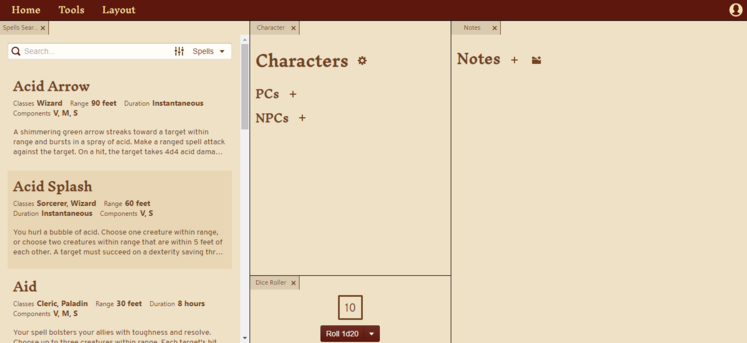 Home Tools Layout
Spells Sear...
Search...
Spells
Acid Arrow
Classes Wizard Range 90 feet Duration Instantaneous
Components V, M, S
A shimmering green arrow streaks toward a target within
range and bursts in a spray of acid. Make a ranged spell attack
against the target. On a hit, the target takes 4d4 acid dama...
Acid Splash
Classes Sorcerer, Wizard Range 60 feet
Duration Instantaneous Components V, S
You hurl a bubble of acid. Choose one creature within range,
or choose two creatures within range that are within 5 feet of
each other. A target must succeed on a dexterity saving thr...
Aid
Classes Cleric, Paladin Range 30 feet Duration 8 hours
Components V, M, S
Your spell bolsters your allies with toughness and resolve.
Choose up to three creatures within range. Each target's hit
Character
Characters
PCs +
NPCs +
Dice Roller
10
Roll 1d20
Notes
Notes +